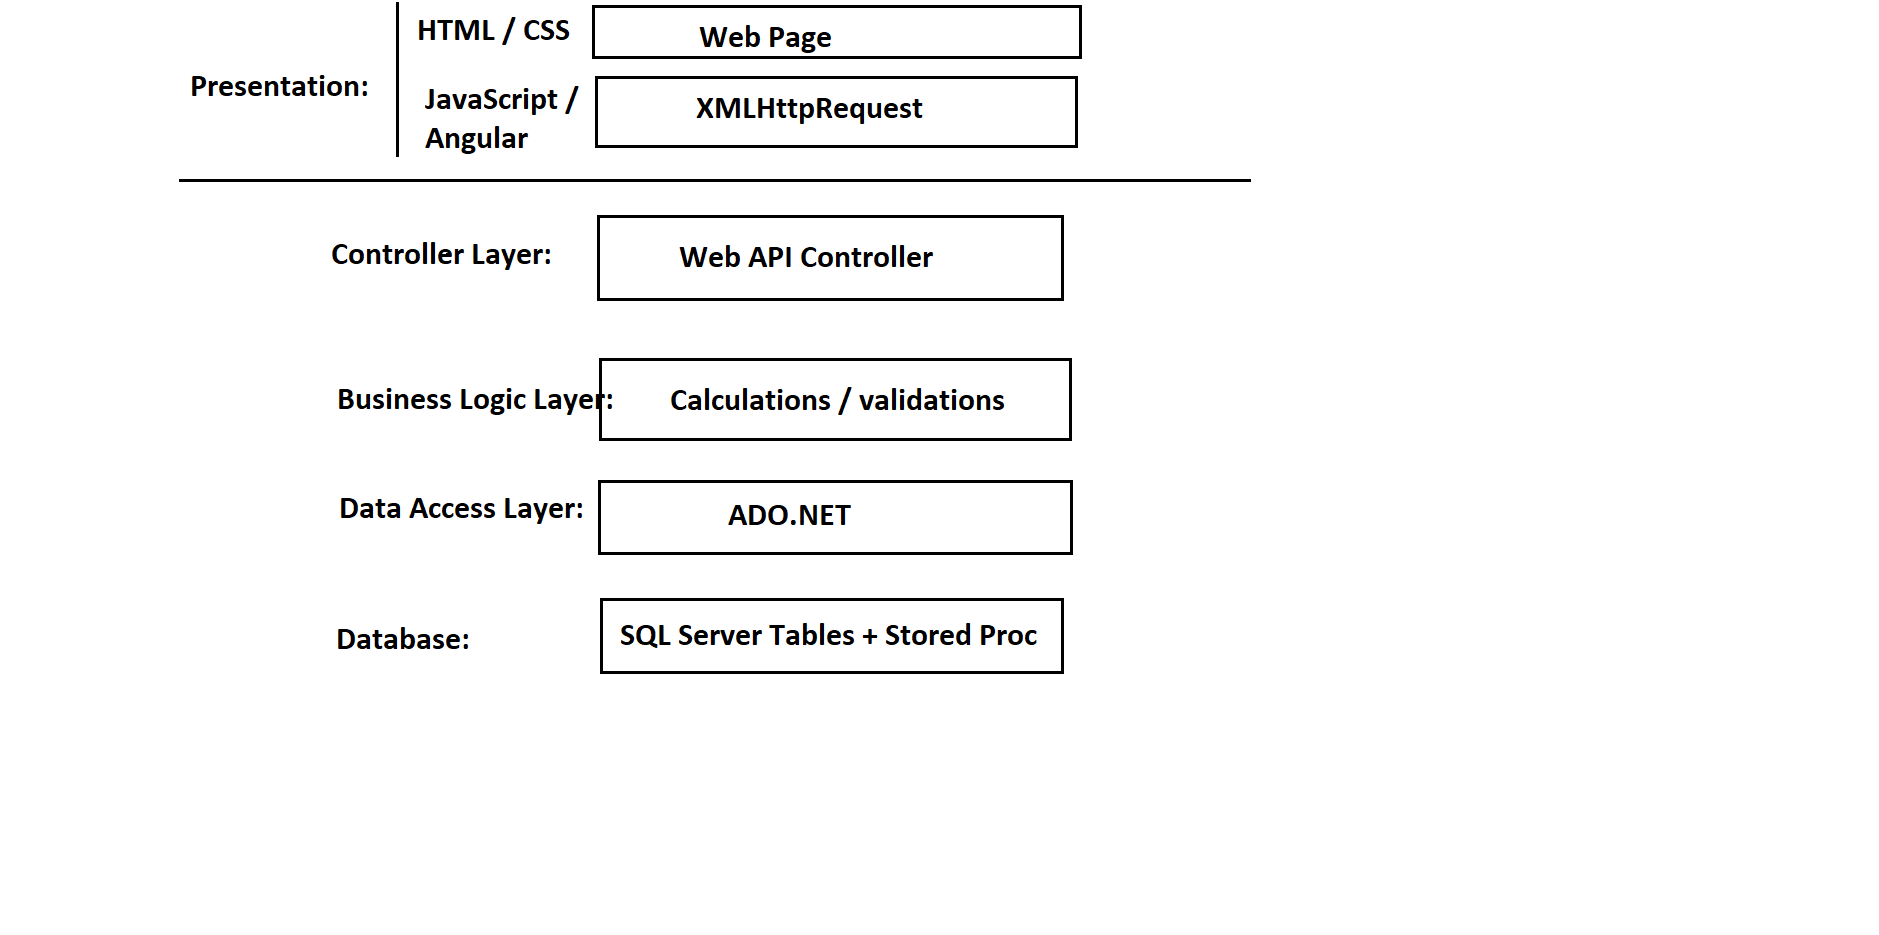 HTML / CSS
Web Page
Presentation:
JavaScript /
Angular
XMLHttpRequest
Controller Layer:
Web API Controller
Business Logic Layer:
Calculations / validations
Data Access Layer:
ADO.NET
Database:
SQL Server Tables + Stored Proc